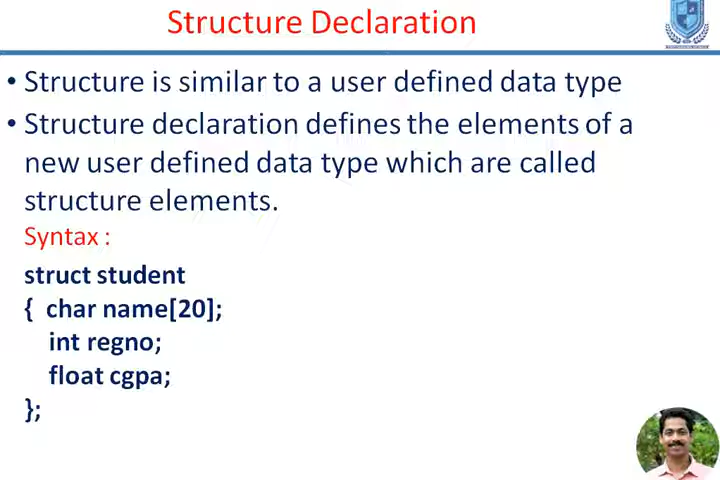 Structure Declaration
• Structure is similar to a user defined data type
• Structure declaration defines the elements of a
new user defined data type which are called
structure elements.
Syntax :
struct student
{ char name[20];
int regno;
float cgpa;
};